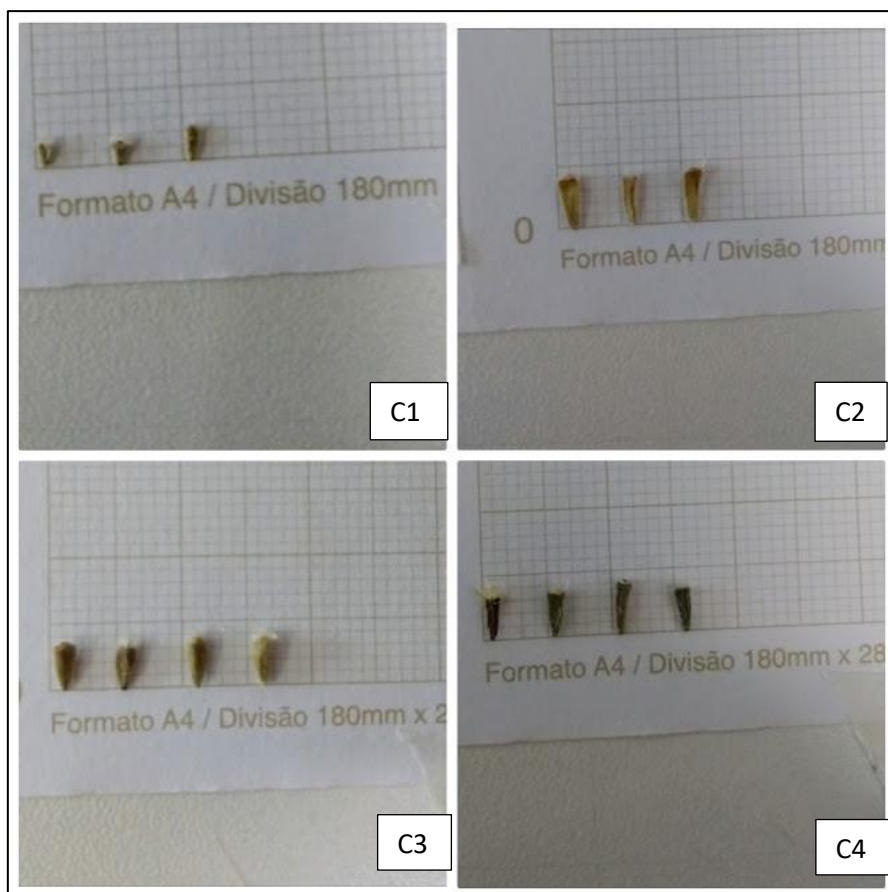 Formato A4 / Divisão 180mm
C1
0
Formato A4 / Divisão 180mm
C2
Formato A4 / Divisão 180mm x 2
C3
Formato A4 / Divisão 180mm x 28
C4